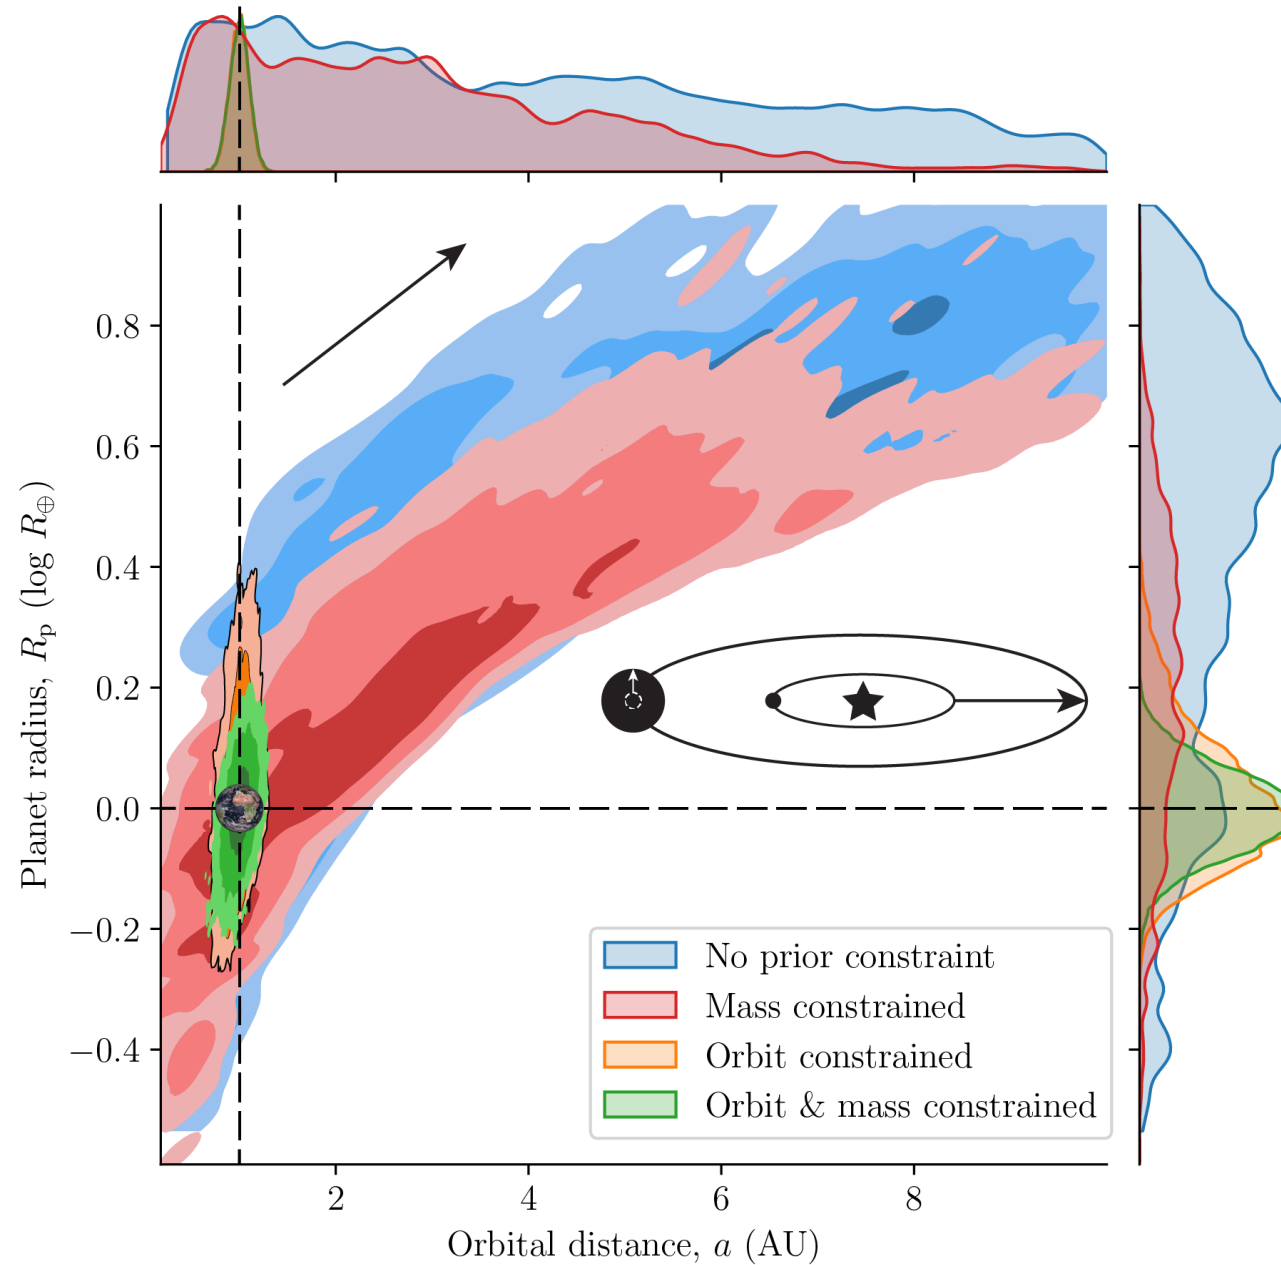 0.8
0.6
0.4
0.2
0.0
−0.2
−0.4
Planet radius, Rₚ (log R⊕)
No prior constraint
Mass constrained
Orbit constrained
Orbit & mass constrained
2 4 6 8
Orbital distance, a (AU)